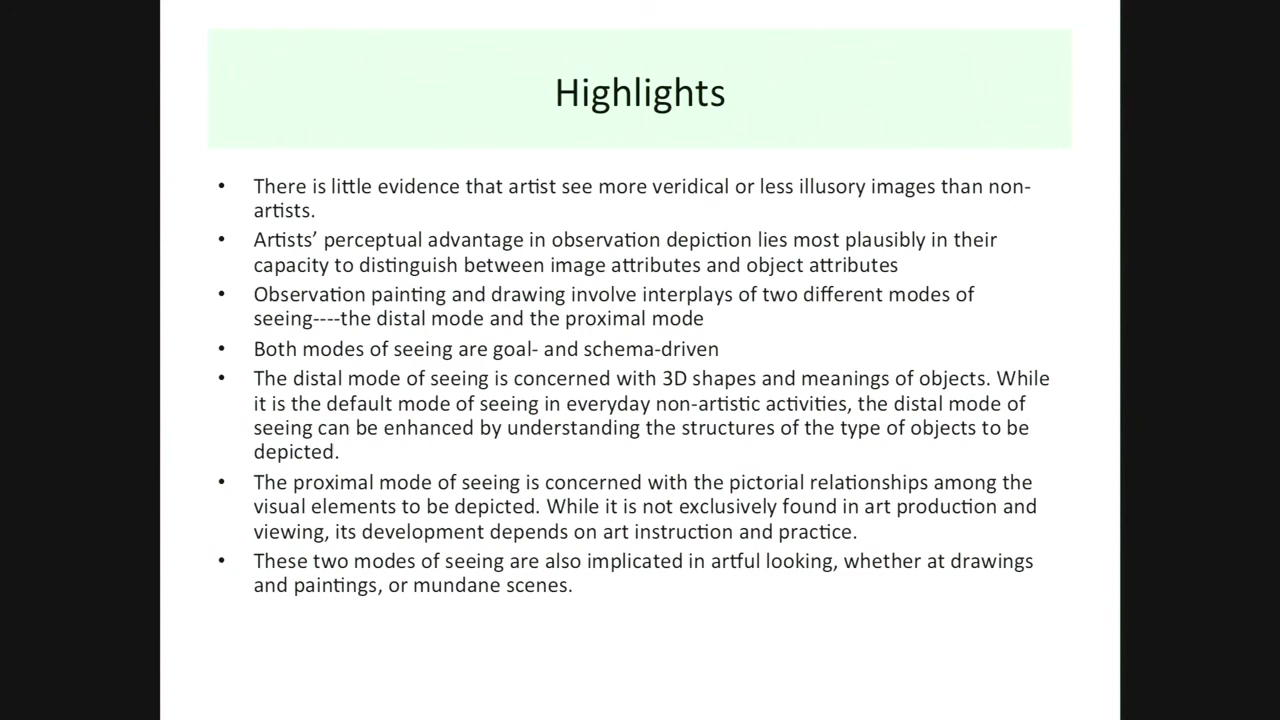 Highlights
• There is little evidence that artist see more veridical or less illusory images than non-
artists.
• Artists’ perceptual advantage in observation depiction lies most plausibly in their
capacity to distinguish between image attributes and object attributes
• Observation painting and drawing involve interplays of two different modes of
seeing----the distal mode and the proximal mode
• Both modes of seeing are goal- and schema-driven
• The distal mode of seeing is concerned with 3D shapes and meanings of objects. While
it is the default mode of seeing in everyday non-artistic activities, the distal mode of
seeing can be enhanced by understanding the structures of the type of objects to be
depicted.
• The proximal mode of seeing is concerned with the pictorial relationships among the
visual elements to be depicted. While it is not exclusively found in art production and
viewing, its development depends on art instruction and practice.
• These two modes of seeing are also implicated in artful looking, whether at drawings
and paintings, or mundane scenes.